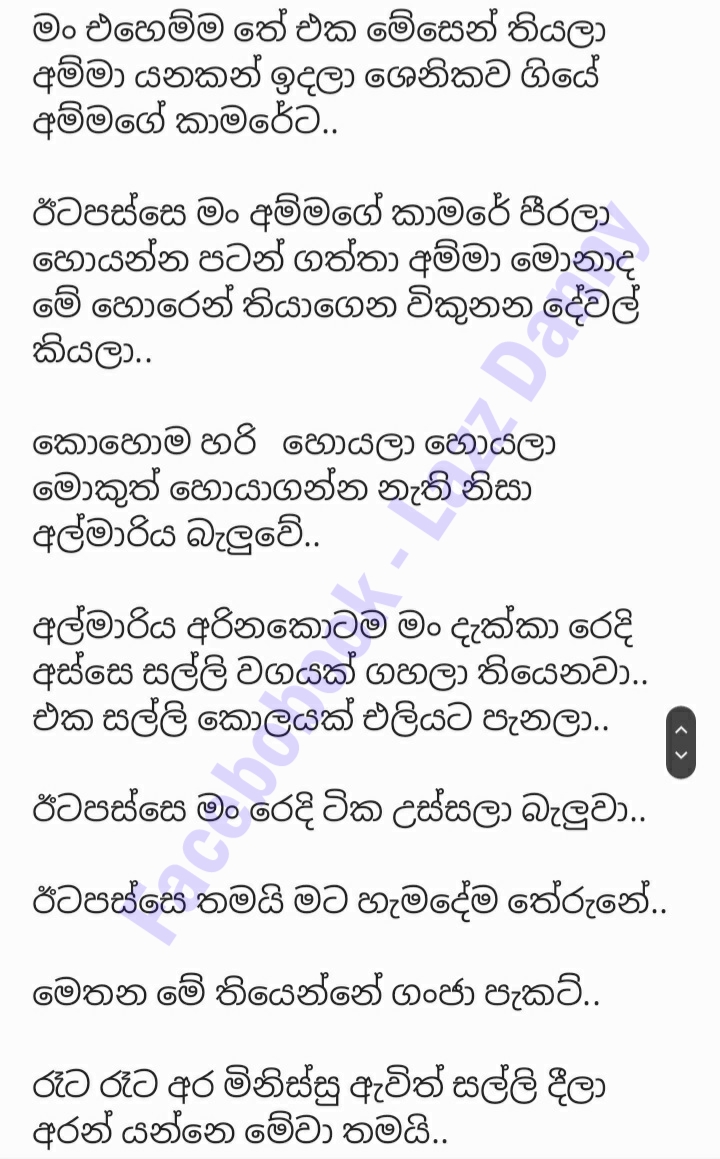 මං එහෙම්ම තේ එක මේසෙන් තියලා
අම්මා යනකන් ඉදලා ශෙනිකව ගියේ
අම්මගේ කාමරේට..
ඊටපස්සෙ මං අම්මගේ කාමරේ පීරලා
හොයන්න පටන් ගත්තා අම්මා මොනාද
මේ හොරෙන් තියාගෙන විකුනන දේවල්
කියලා..
කොහොම හරි හොයලා හොයලා
මොකුත් හොයාගන්න නැති නිසා
අල්මාරිය බැලුවේ..
අල්මාරිය අරිනකොටම මං දැක්කා රෙදි
අස්සෙ සල්ලි වගයක් ගහලා තියෙනවා..
එක සල්ලි කොලයක් එලියට පැනලා..
ඊටපස්සෙ මං රෙදි ටික උස්සලා බැලුවා..
ඊටපස්සෙ තමයි මට හැමදේම තේරුනේ..
මෙතන මේ තියෙන්නේ ගංජා පැකට්..
රෑට රෑට අර මිනිස්සු ඇවිත් සල්ලි දීලා
අරන් යන්නෙ මේවා තමයි..
Facebobook - Lazz Danny